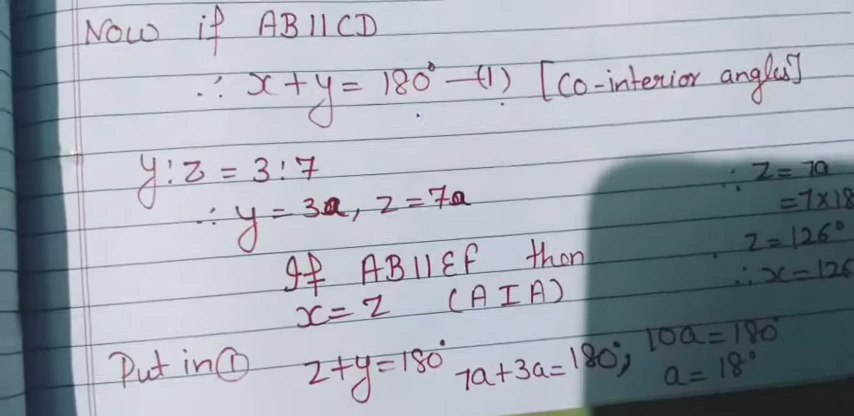 Now if AB||CD
∴ x+y = 180° —(1) [Co-interior angles]
y:z = 3:7
∴ y = 3a, z = 7a
If AB||EF then
x = z (AIA)
Put in ① z+y=180° 7a+3a=180°; 10a=180°
a = 18°
∴ z = 7a
= 7×18
z = 126°
∴ x = 126